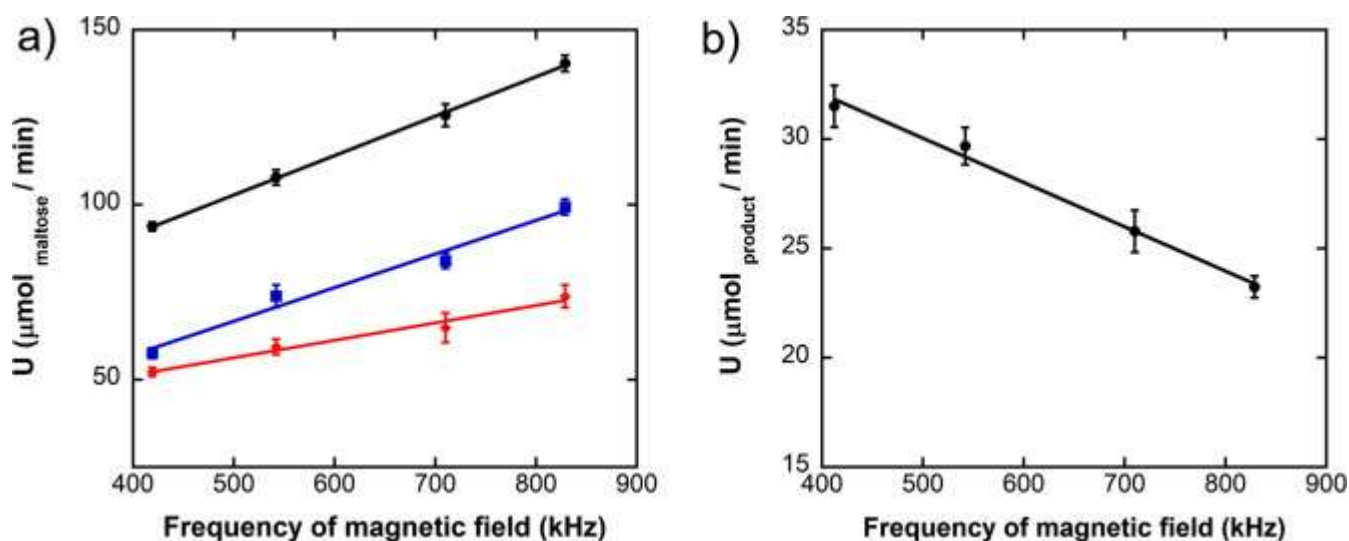 a)
U (μmol maltose / min)
150
100
50
400 500 600 700 800 900
Frequency of magnetic field (kHz)
b)
U (μmol product / min)
35
30
25
20
15
400 500 600 700 800 900
Frequency of magnetic field (kHz)